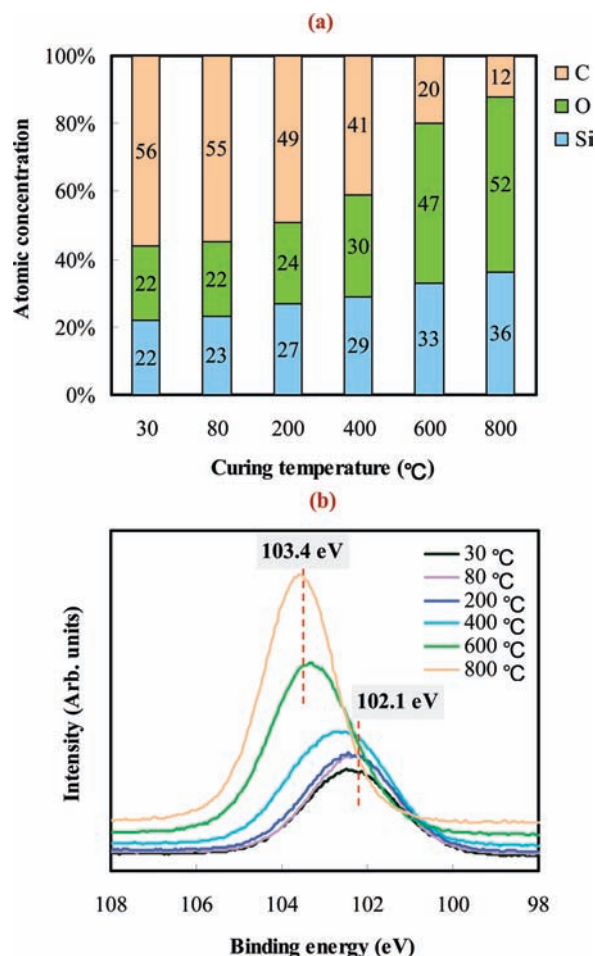 (a)
100%
80%
60%
40%
20%
0%
Atomic concentration
56 55 49 41 20 12
22 22 24 30 47 52
22 23 27 29 33 36
C
O
Si
30 80 200 400 600 800
Curing temperature (℃)
(b)
103.4 eV
102.1 eV
30 ℃
80 ℃
200 ℃
400 ℃
600 ℃
800 ℃
Intensity (Arb. units)
108 106 104 102 100 98
Binding energy (eV)